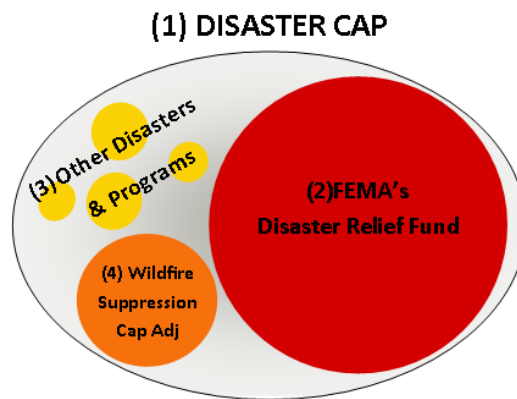 (1) DISASTER CAP
(3)Other Disasters
& Programs
(2)FEMA's
Disaster Relief Fund
(4) Wildfire
Suppression
Cap Adj